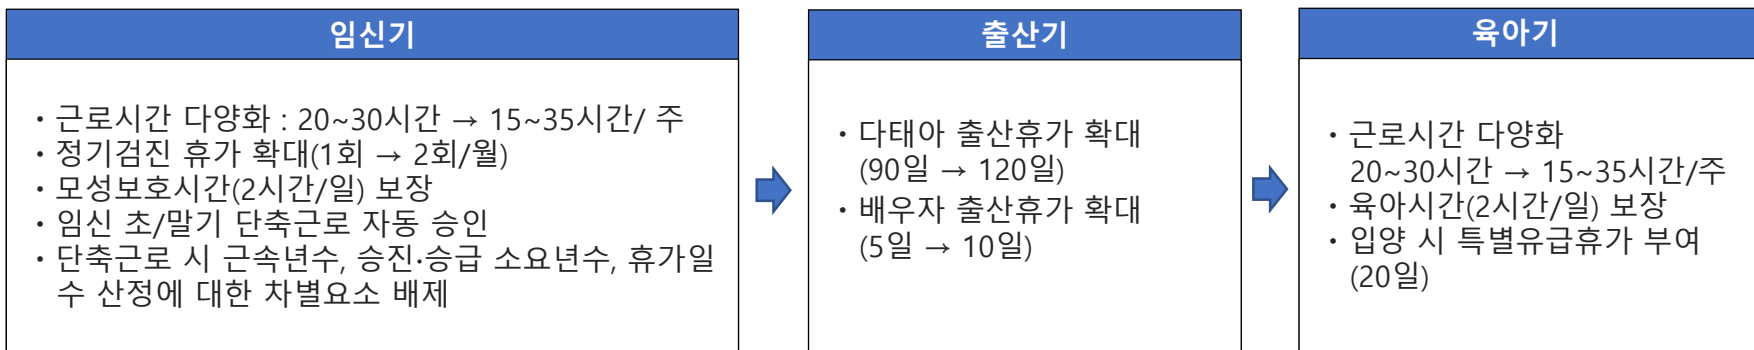 임신기
・근로시간 다양화 : 20~30시간 → 15~35시간/ 주
・정기검진 휴가 확대(1회 → 2회/월)
・모성보호시간(2시간/일) 보장
・임신 초/말기 단축근로 자동 승인
・단축근로 시 근속년수, 승진·승급 소요년수, 휴가일
수 산정에 대한 차별요소 배제
출산기
・다태아 출산휴가 확대
(90일 → 120일)
・배우자 출산휴가 확대
(5일 → 10일)
육아기
・근로시간 다양화
20~30시간 → 15~35시간/주
・육아시간(2시간/일) 보장
・입양 시 특별유급휴가 부여
(20일)